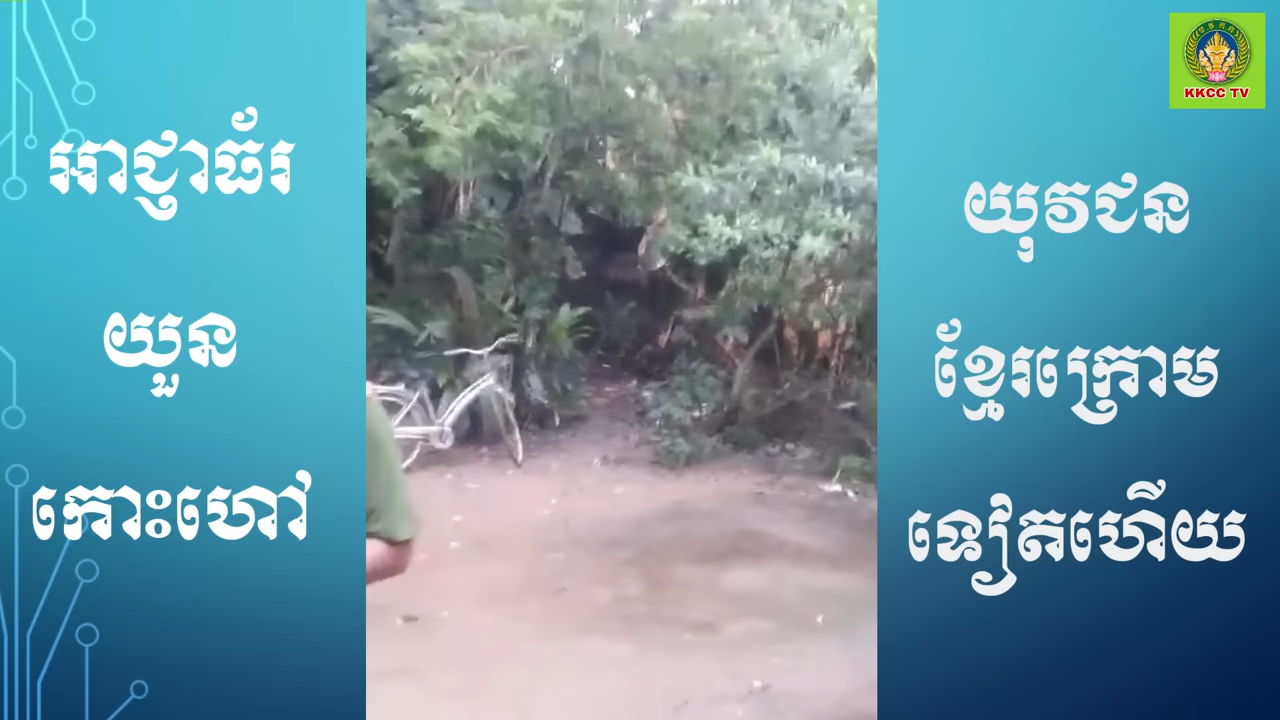 អាជ្ញាធ័រ
យួន
កោះហៅ
យុវជន
ខ្មែរក្រោម
ទៀតហើយ
KKCC TV